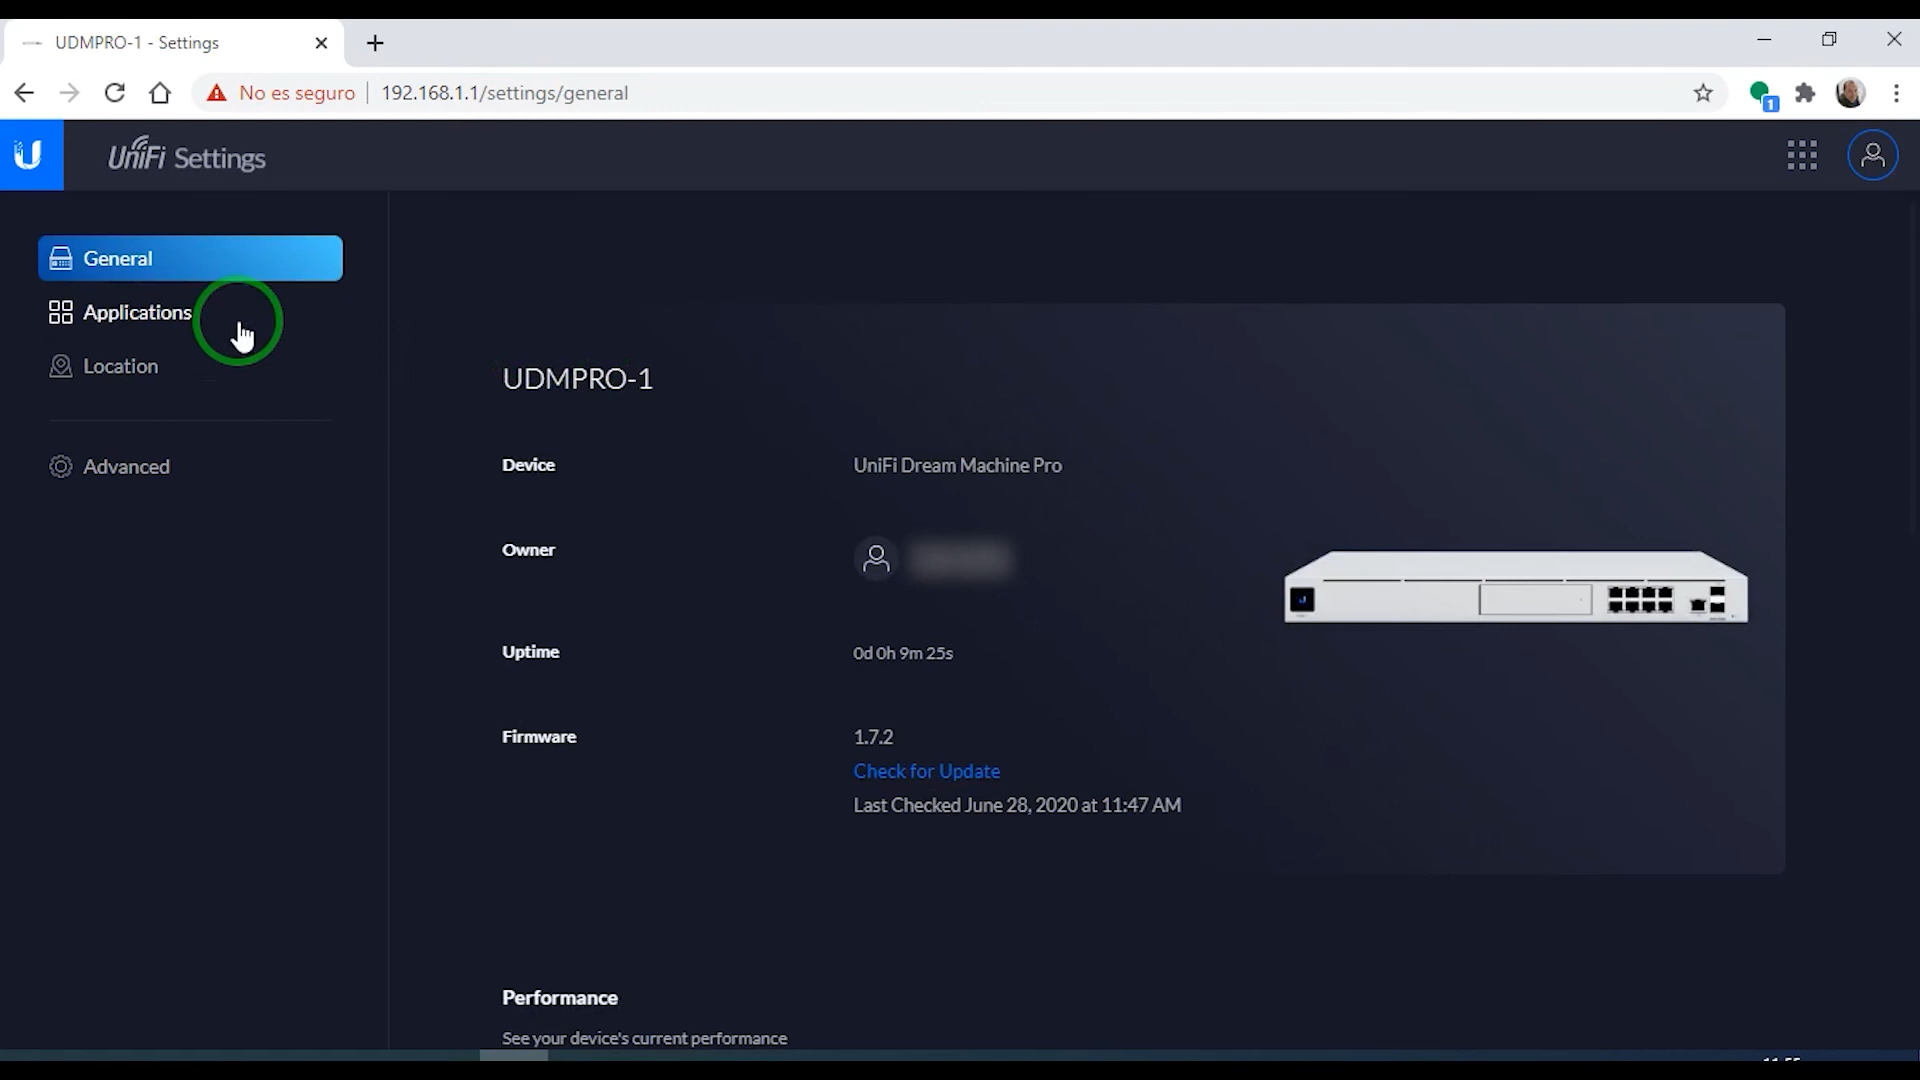 UDMPRO-1 - Settings
No es seguro
192.168.1.1/settings/general
1
UniFi Settings
General
Applications
Location
Advanced
UDMPRO-1
Device
UniFi Dream Machine Pro
Owner
Uptime
0d 0h 9m 25s
Firmware
1.7.2
Check for Update
Last Checked June 28, 2020 at 11:47 AM
Performance
See your device's current performance